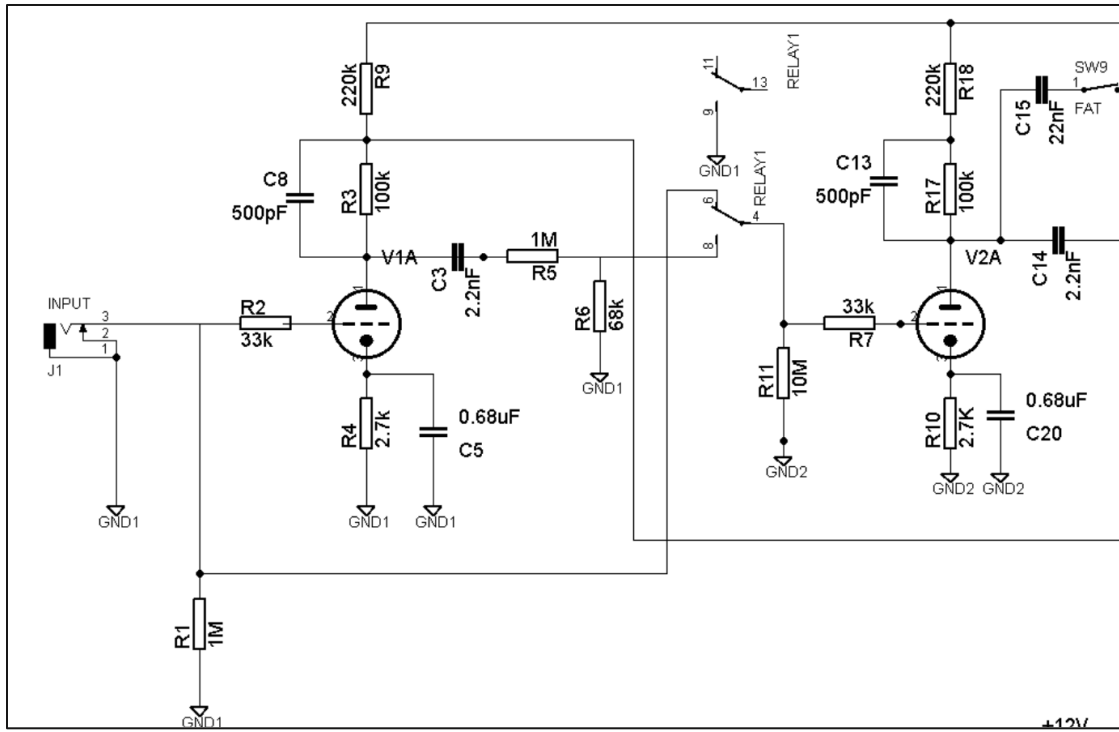 220k
R9
C8
500pF
R3
100k
V1A
1
C3
2.2nF
1M
R5
R6
68k
GND1
INPUT
3
2
1
J1
R2
33k
2
3
R4
2.7k
0.68uF
C5
GND1
GND1
GND1
R1
1M
GND1
11
13
9
RELAY1
GND1
RELAY1
6
4
8
R11
10M
GND2
33k
R7
2
220k
R18
C13
500pF
R17
100k
V2A
1
3
C15
22nF
SW9
1
FAT
C14
2.2nF
R10
2.7K
0.68uF
C20
GND2
GND2
+12V